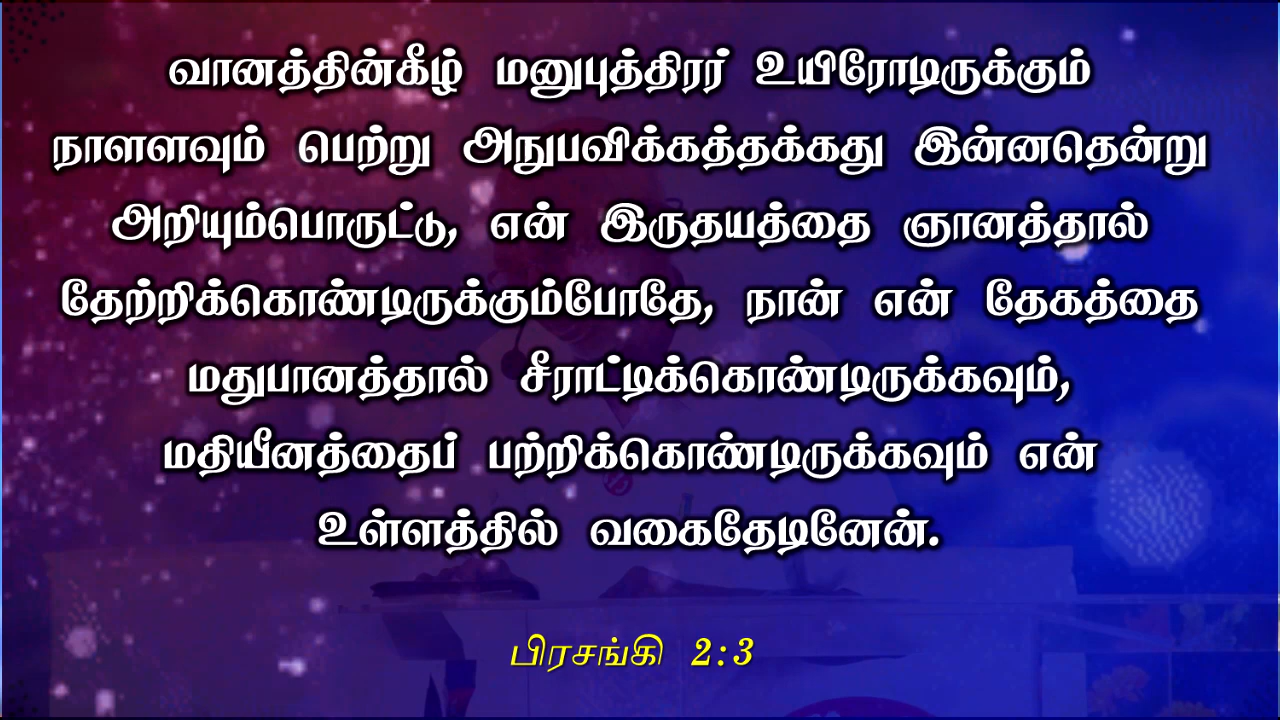 வானத்தின்கீழ் மனுபுத்திரர் உயிரோடிருக்கும்
நாளளவும் பெற்று அநுபவிக்கத்தக்கது இன்னதென்று
அறியும்பொருட்டு, என் இருதயத்தை ஞானத்தால்
தேற்றிக்கொண்டிருக்கும்போதே, நான் என் தேகத்தை
மதுபானத்தால் சீராட்டிக்கொண்டிருக்கவும்,
மதியீனத்தைப் பற்றிக்கொண்டிருக்கவும் என்
உள்ளத்தில் வகைதேடினேன்.
பிரசங்கி 2:3